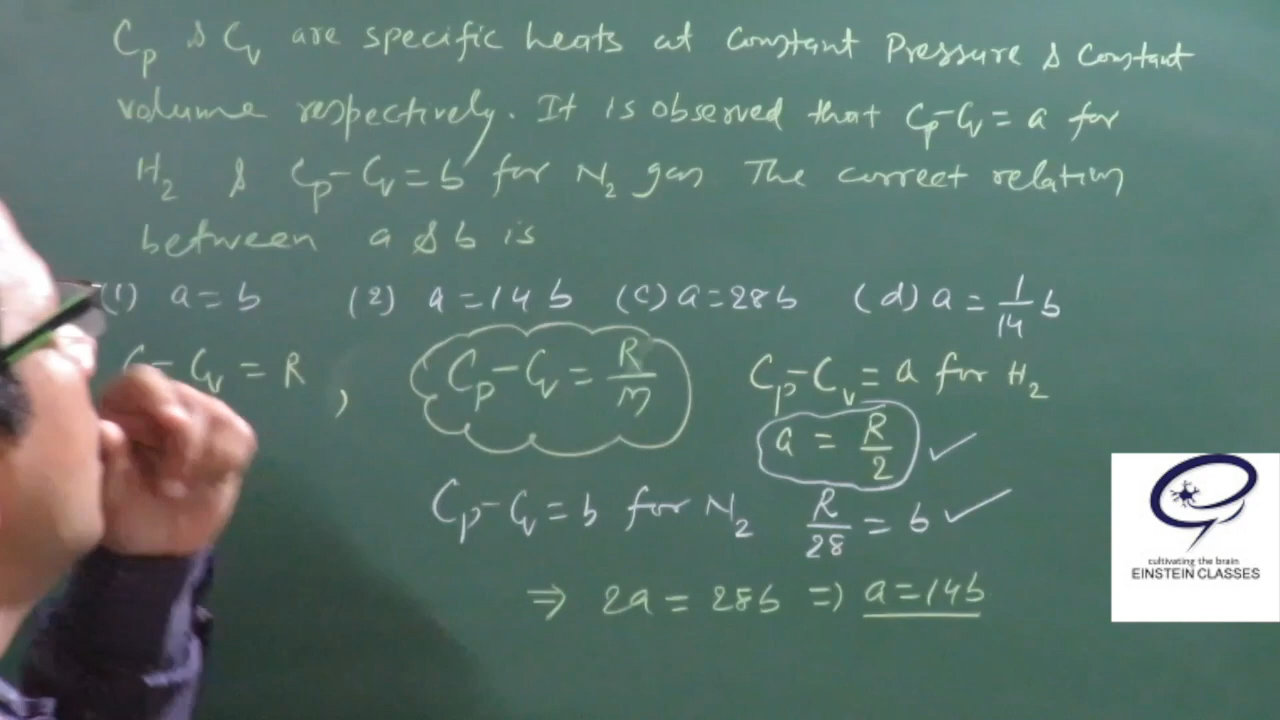 Cp & Cv are specific heats at constant Pressure & Constant
volume respectively. It is observed that Cp-Cv = a for
H2 & Cp-Cv = b for N2 gas The correct relation
between a & b is
(1) a = b (2) a = 14 b (c) a = 28 b (d) a = 1/14 b
C - Cv = R , Cp - Cv = R/M Cp - Cv = a for H2
a = R/2
Cp - Cv = b for N2 R/28 = b
⇒ 2a = 28b ⇒ a = 14b
cultivating the brain
EINSTEIN CLASSES